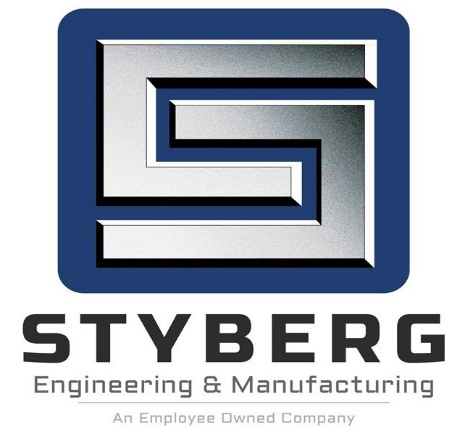 STYBERG
Engineering & Manufacturing
An Employee Owned Company